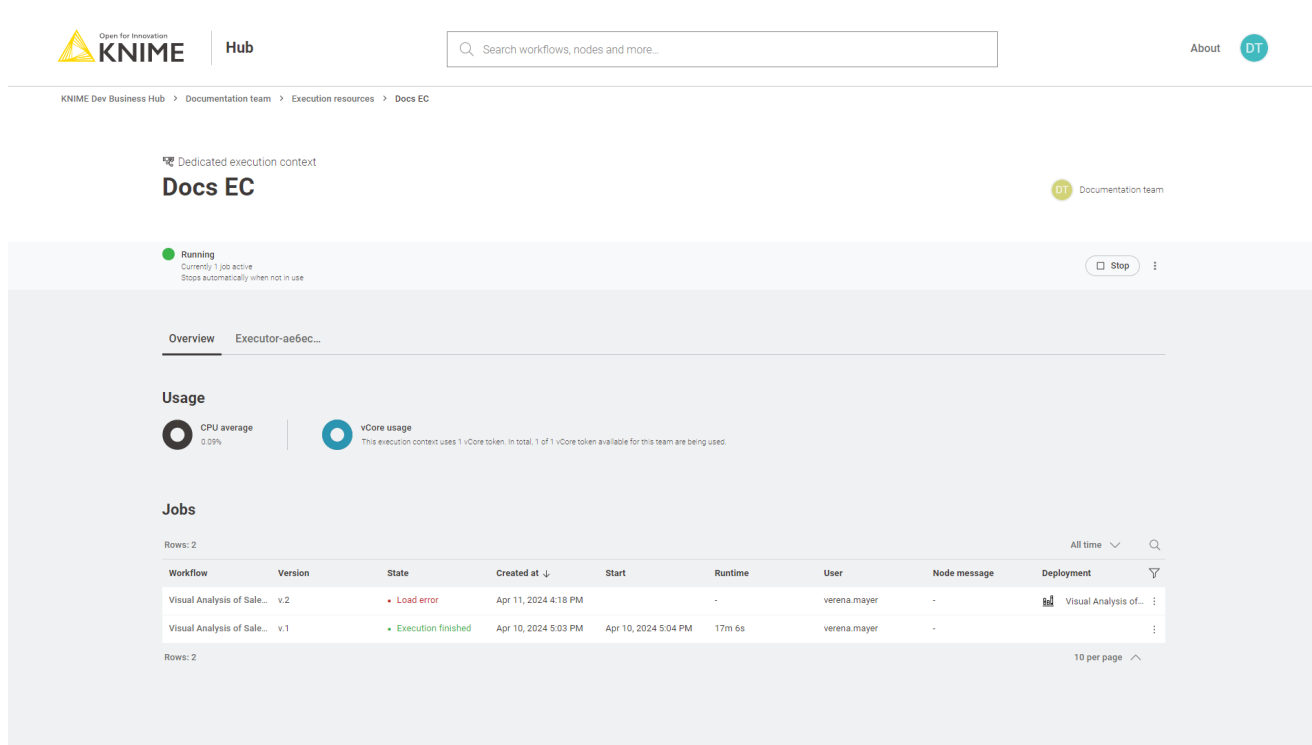 Open for Innovation
KNIME
Hub
Search workflows, nodes and more...
About
DT
KNIME Dev Business Hub > Documentation team > Execution resources > Docs EC
Dedicated execution context
Docs EC
DT Documentation team
Running
Currently 1 job active
Stops automatically when not in use
Stop
Overview Executor-ae6ec...
Usage
CPU average
0.09%
vCore usage
This execution context uses 1 vCore token. In total, 1 of 1 vCore token available for this team are being used.
Jobs
Rows: 2 All time
Workflow Version State Created at ↓ Start Runtime User Node message Deployment
Visual Analysis of Sale... v.2 • Load error Apr 11, 2024 4:18 PM - verena.mayer - Visual Analysis of...
Visual Analysis of Sale... v.1 • Execution finished Apr 10, 2024 5:03 PM Apr 10, 2024 5:04 PM 17m 6s verena.mayer -
Rows: 2 10 per page